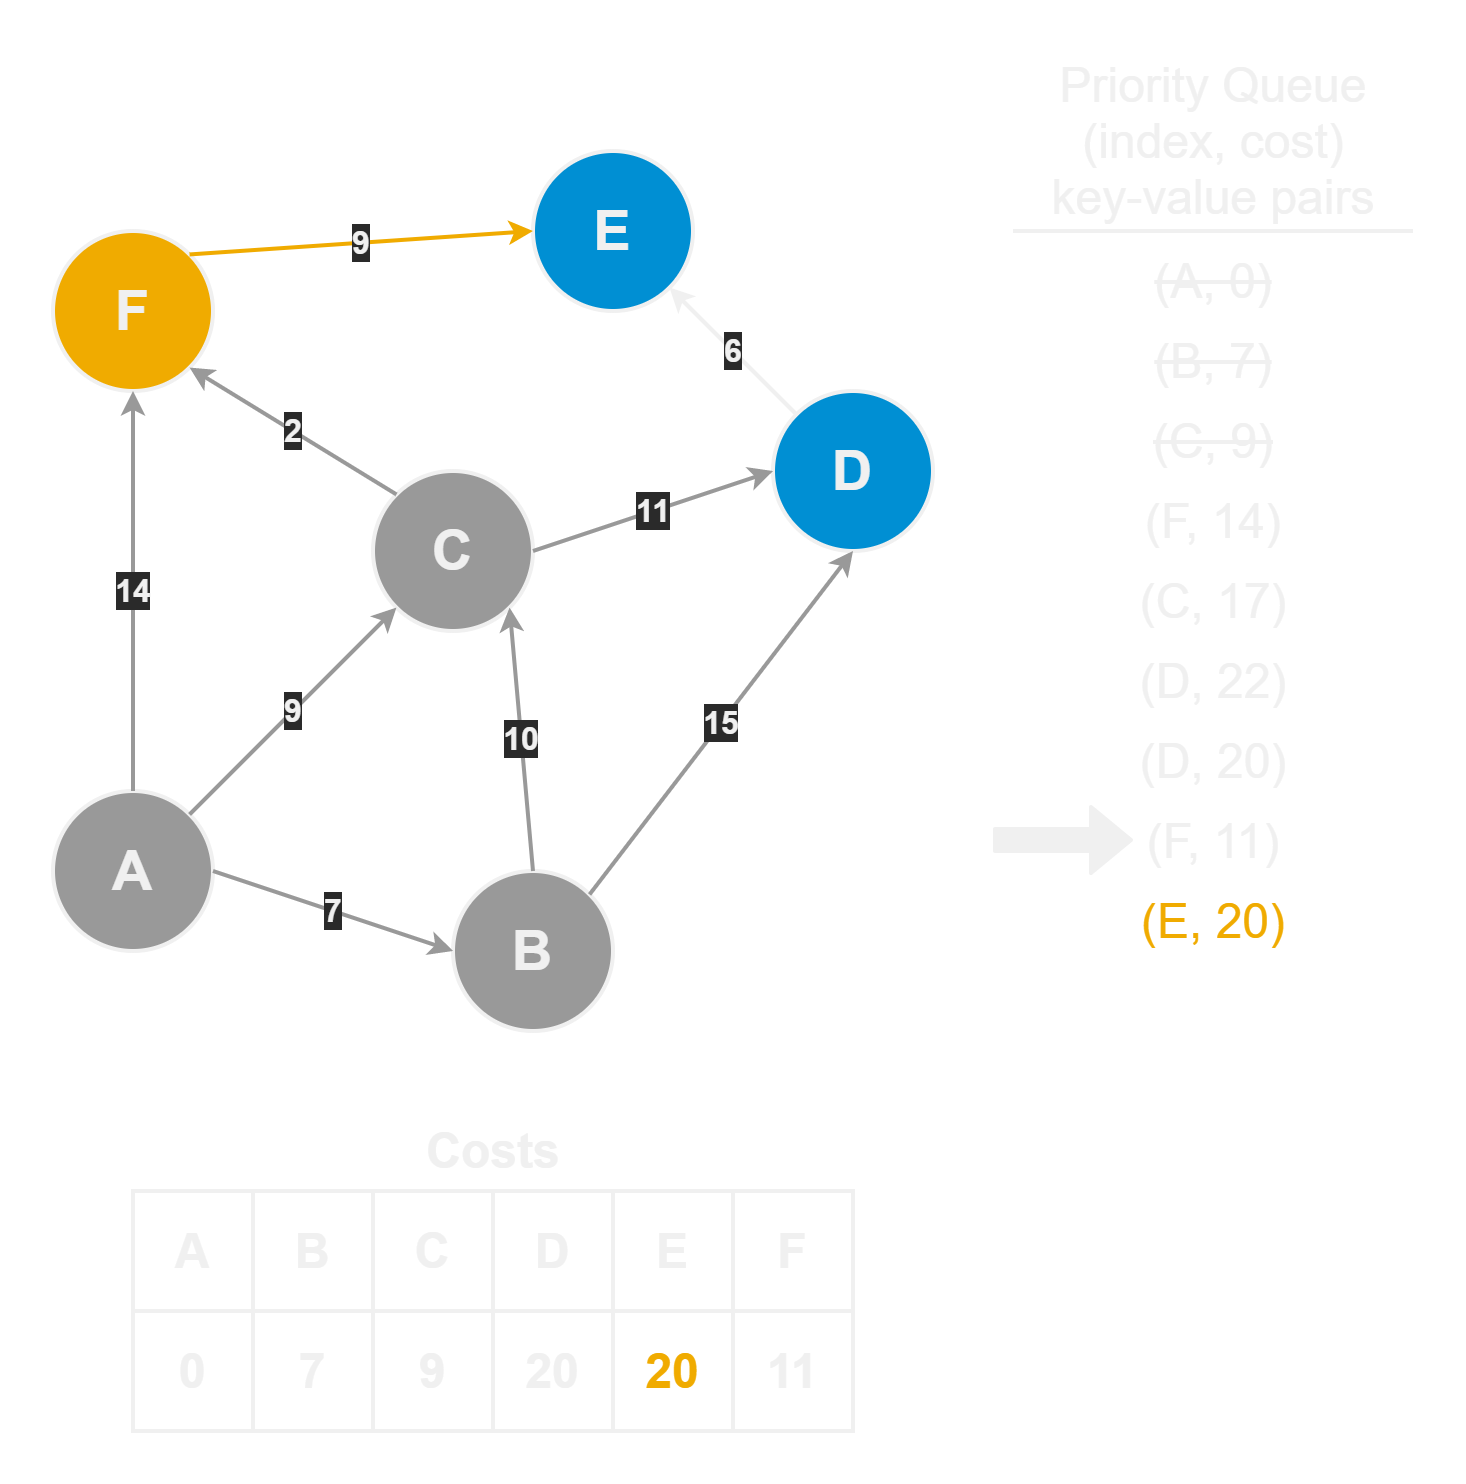 Priority Queue
(index, cost)
key-value pairs
(A, 0)
(B, 7)
(C, 9)
(F, 14)
(C, 17)
(D, 22)
(D, 20)
(F, 11)
(E, 20)
E
9
F
6
2
D
11
C
14
9
10
15
A
7
B
Costs
A B C D E F
0 7 9 20 20 11